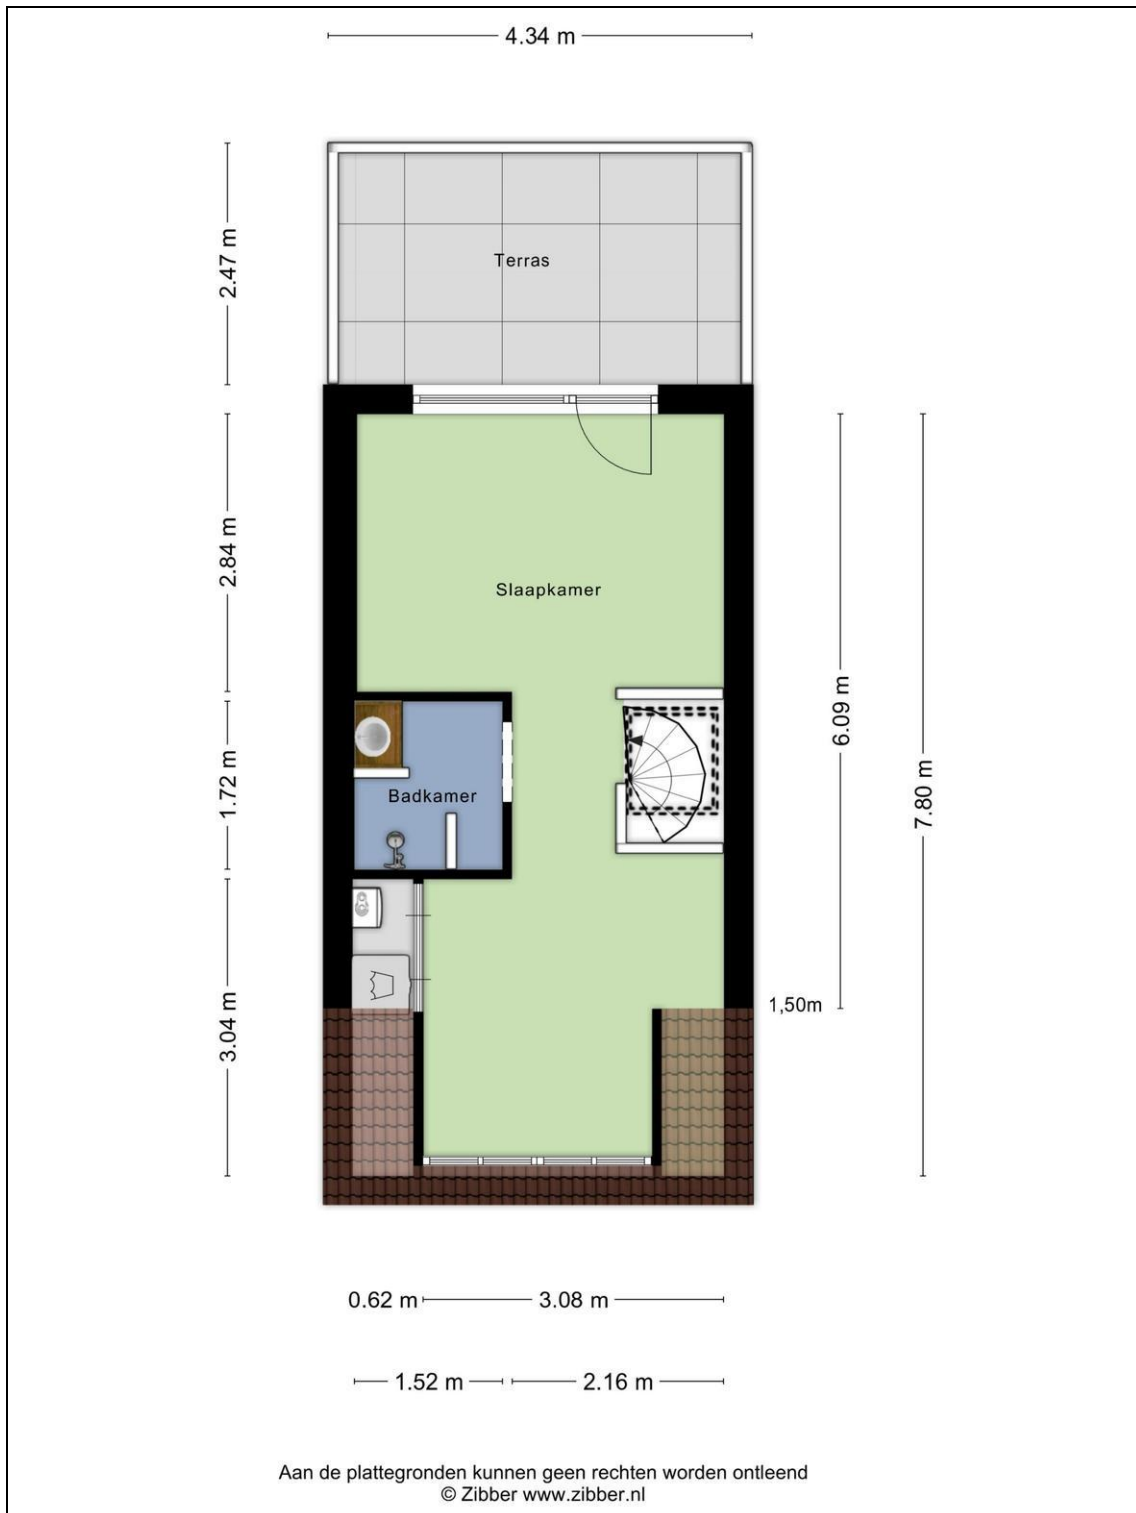 4.34 m
2.47 m
Terras
2.84 m
Slaapkamer
6.09 m
7.80 m
1.72 m
Badkamer
3.04 m
1,50m
0.62 m
3.08 m
1.52 m
2.16 m
Aan de plattegronden kunnen geen rechten worden ontleend
© Zibber www.zibber.nl